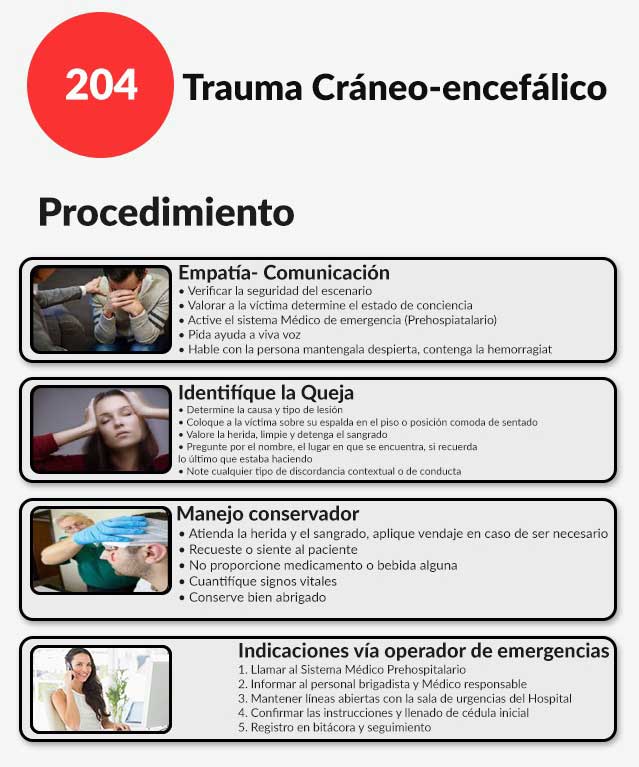 204
Trauma Cráneo-encefálico
Procedimiento
Empatía- Comunicación
• Verificar la seguridad del escenario
• Valorar a la víctima determine el estado de conciencia
• Active el sistema Médico de emergencia (Prehospiatalario)
• Pida ayuda a viva voz
• Hable con la persona mantengala despierta, contenga la hemorragiat
Identifíque la Queja
• Determine la causa y tipo de lesión
• Coloque a la víctima sobre su espalda en el piso o posición comoda de sentado
• Valore la herida, limpie y detenga el sangrado
• Pregunte por el nombre, el lugar en que se encuentra, si recuerda
lo último que estaba haciendo
• Note cualquier tipo de discordancia contextual o de conducta
Manejo conservador
• Atienda la herida y el sangrado, aplique vendaje en caso de ser necesario
• Recueste o siente al paciente
• No proporcione medicamento o bebida alguna
• Cuantifíque signos vitales
• Conserve bien abrigado
Indicaciones vía operador de emergencias
1. Llamar al Sistema Médico Prehospitalario
2. Informar al personal brigadista y Médico responsable
3. Mantener líneas abiertas con la sala de urgencias del Hospital
4. Confirmar las instrucciones y llenado de cédula inicial
5. Registro en bitácora y seguimiento